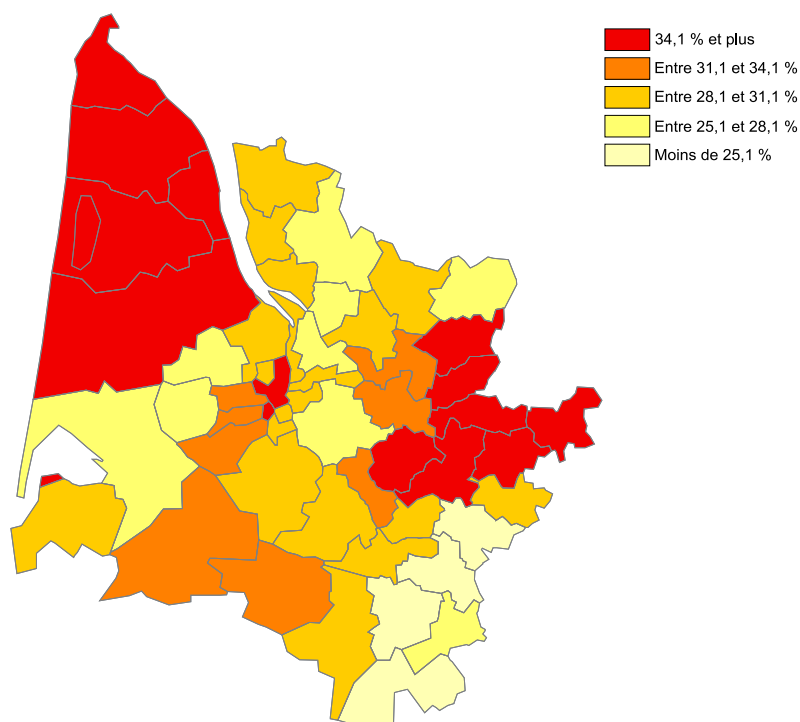 34,1 % et plus
Entre 31,1 et 34,1 %
Entre 28,1 et 31,1 %
Entre 25,1 et 28,1 %
Moins de 25,1 %